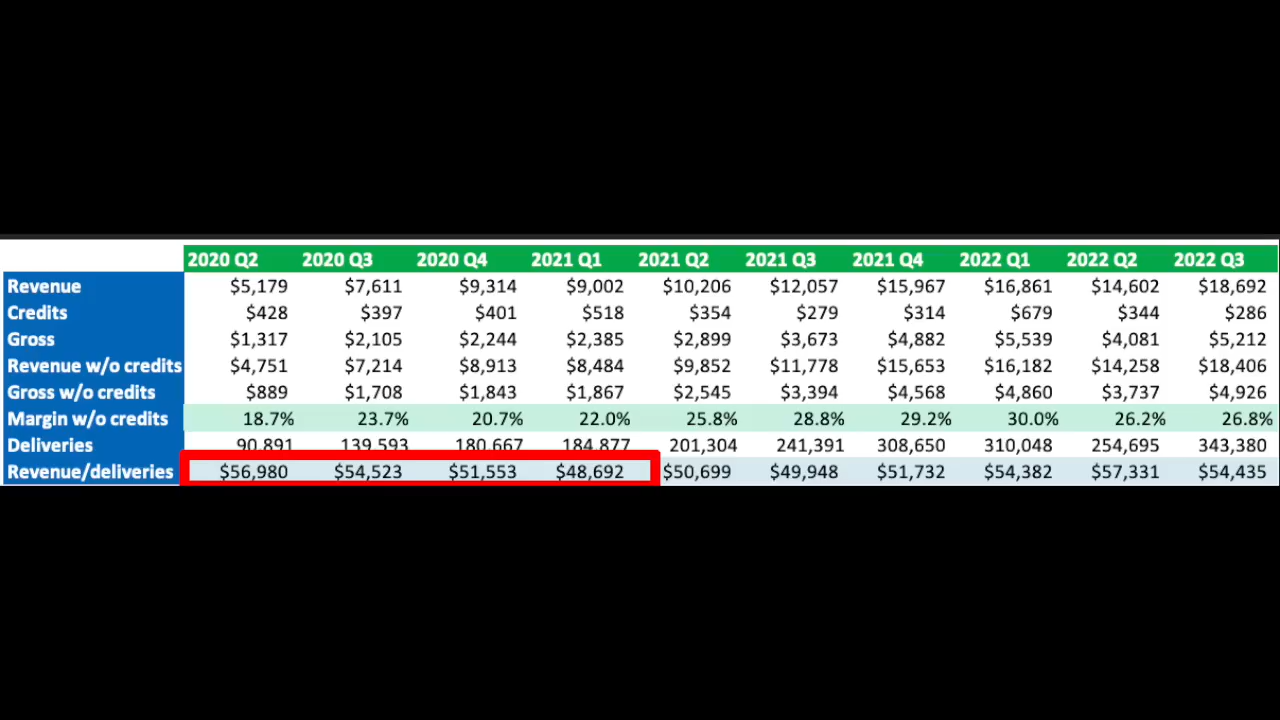 2020 Q2 2020 Q3 2020 Q4 2021 Q1 2021 Q2 2021 Q3 2021 Q4 2022 Q1 2022 Q2 2022 Q3
Revenue $5,179 $7,611 $9,314 $9,002 $10,206 $12,057 $15,967 $16,861 $14,602 $18,692
Credits $428 $397 $401 $518 $354 $279 $314 $679 $344 $286
Gross $1,317 $2,105 $2,244 $2,385 $2,899 $3,673 $4,882 $5,539 $4,081 $5,212
Revenue w/o credits $4,751 $7,214 $8,913 $8,484 $9,852 $11,778 $15,653 $16,182 $14,258 $18,406
Gross w/o credits $889 $1,708 $1,843 $1,867 $2,545 $3,394 $4,568 $4,860 $3,737 $4,926
Margin w/o credits 18.7% 23.7% 20.7% 22.0% 25.8% 28.8% 29.2% 30.0% 26.2% 26.8%
Deliveries 90,891 139,593 180,667 184,877 201,304 241,391 308,650 310,048 254,695 343,380
Revenue/deliveries $56,980 $54,523 $51,553 $48,692 $50,699 $49,948 $51,732 $54,382 $57,331 $54,435